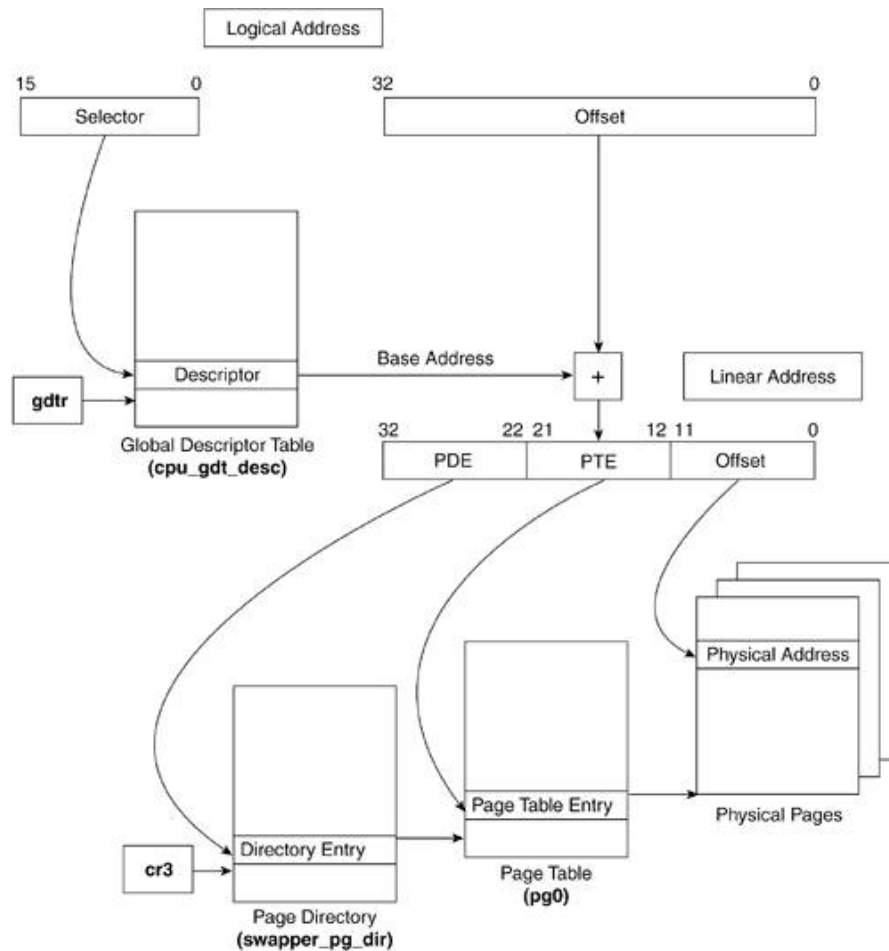 Logical Address
15 0 32 0
Selector Offset
Descriptor Base Address + Linear Address
gdtr
Global Descriptor Table
(cpu_gdt_desc)
32 22 21 12 11 0
PDE PTE Offset
Physical Address
Page Table Entry
Physical Pages
Directory Entry
cr3
Page Table
(pg0)
Page Directory
(swapper_pg_dir)